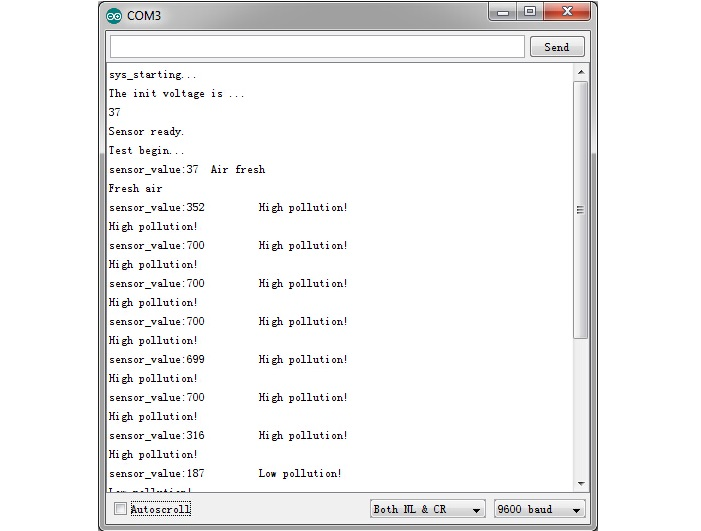 COM3
Send
sys_starting...
The init voltage is ...
37
Sensor ready.
Test begin...
sensor_value:37 Air fresh
Fresh air
sensor_value:352 High pollution!
High pollution!
sensor_value:700 High pollution!
High pollution!
sensor_value:700 High pollution!
High pollution!
sensor_value:700 High pollution!
High pollution!
sensor_value:699 High pollution!
High pollution!
sensor_value:700 High pollution!
High pollution!
sensor_value:316 High pollution!
High pollution!
sensor_value:187 Low pollution!
Low pollution!
Autoscroll Both NL & CR 9600 baud